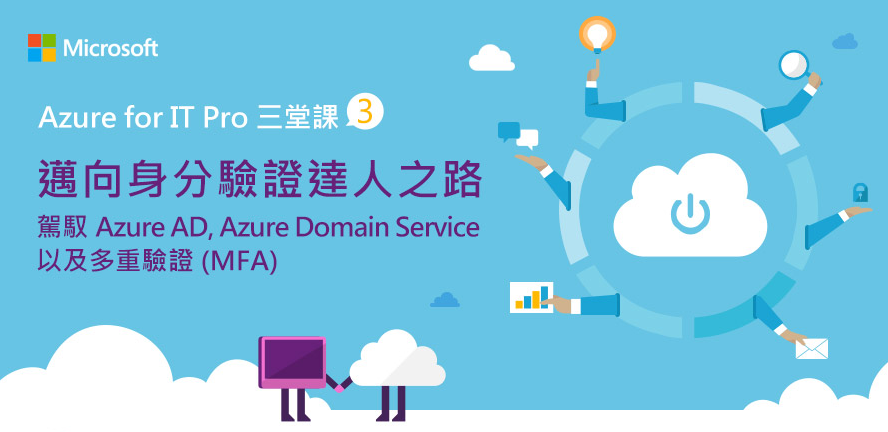 Microsoft
Azure for IT Pro 三堂課 3
邁向身分驗證達人之路
駕馭 Azure AD, Azure Domain Service
以及多重驗證 (MFA)